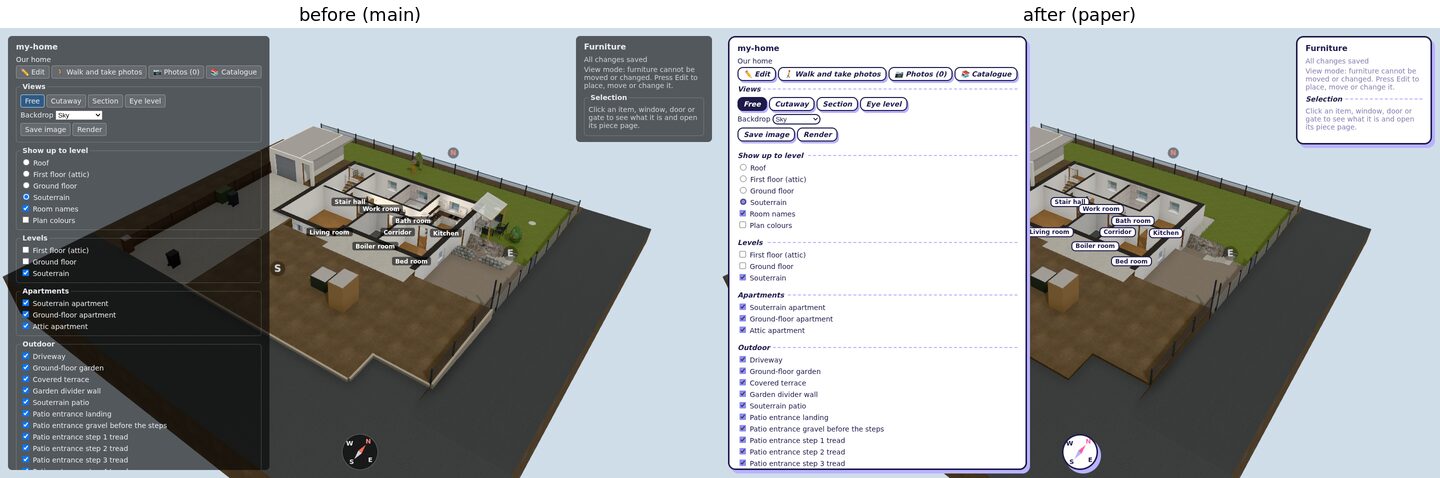 before (main)
my-home
Our home
✏️ Edit 🚶 Walk and take photos 📷 Photos (0) 📚 Catalogue
Views
Free Cutaway Section Eye level
Backdrop Sky
Save image Render
Show up to level
Roof
First floor (attic)
Ground floor
Souterrain
Room names
Plan colours
Levels
First floor (attic)
Ground floor
Souterrain
Apartments
Souterrain apartment
Ground-floor apartment
Attic apartment
Outdoor
Driveway
Ground-floor garden
Covered terrace
Garden divider wall
Souterrain patio
Patio entrance landing
Patio entrance gravel before the steps
Patio entrance step 1 tread
Patio entrance step 2 tread
Patio entrance step 3 tread
N
Stair hall
Work room
Bath room
Living room
Corridor
Kitchen
Boiler room
E
Bed room
S
W N
S E
Furniture
All changes saved
View mode: furniture cannot be
moved or changed. Press Edit to
place, move or change it.
Selection
Click an item, window, door or
gate to see what it is and open
its piece page.
after (paper)
my-home
Our home
✏️ Edit 🚶 Walk and take photos 📷 Photos (0) 📚 Catalogue
Views
Free Cutaway Section Eye level
Backdrop Sky
Save image Render
Show up to level
Roof
First floor (attic)
Ground floor
Souterrain
Room names
Plan colours
Levels
First floor (attic)
Ground floor
Souterrain
Apartments
Souterrain apartment
Ground-floor apartment
Attic apartment
Outdoor
Driveway
Ground-floor garden
Covered terrace
Garden divider wall
Souterrain patio
Patio entrance landing
Patio entrance gravel before the steps
Patio entrance step 1 tread
Patio entrance step 2 tread
Patio entrance step 3 tread
N
Stair hall
Work room
Bath room
Living room
Corridor
Kitchen
Boiler room
E
Bed room
W N
S E
Furniture
All changes saved
View mode: furniture cannot be
moved or changed. Press Edit to
place, move or change it.
Selection
Click an item, window, door or
gate to see what it is and open
its piece page.